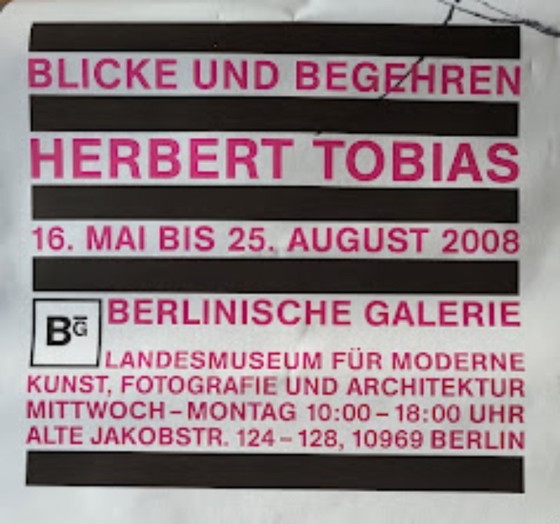 BLICKE UND BEGEHREN
HERBERT TOBIAS
16. MAI BIS 25. AUGUST 2008
BG BERLINISCHE GALERIE
LANDESMUSEUM FÜR MODERNE
KUNST, FOTOGRAFIE UND ARCHITEKTUR
MITTWOCH – MONTAG 10:00 – 18:00 UHR
ALTE JAKOBSTR. 124 – 128, 10969 BERLIN